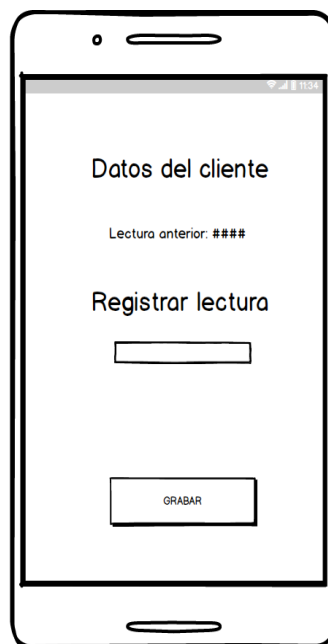 11:34
Datos del cliente
Lectura anterior: ####
Registrar lectura
GRABAR